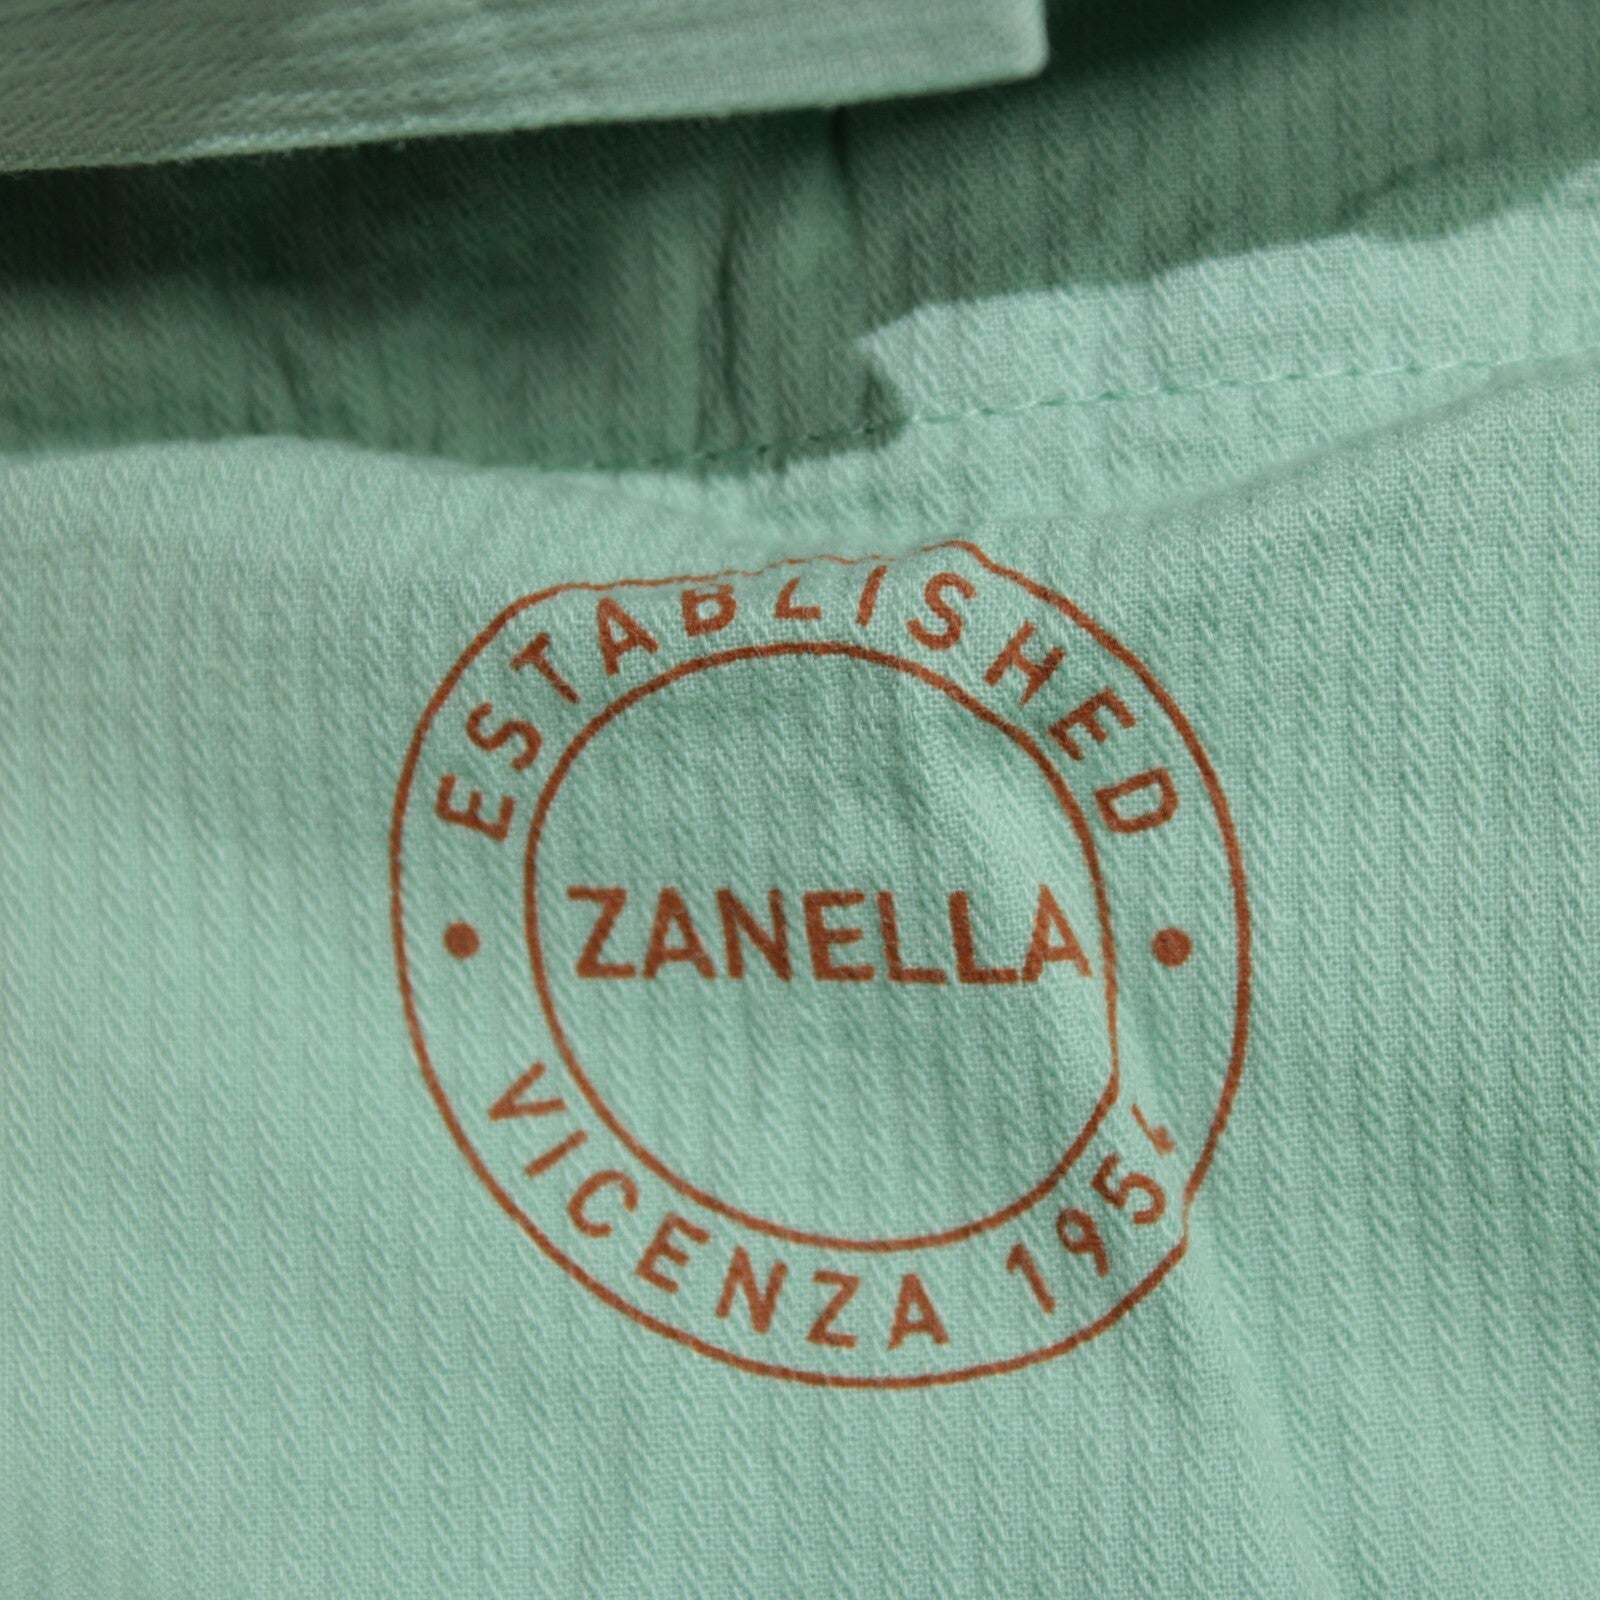 ESTABLISHED
ZANELLA
VICENZA 1954